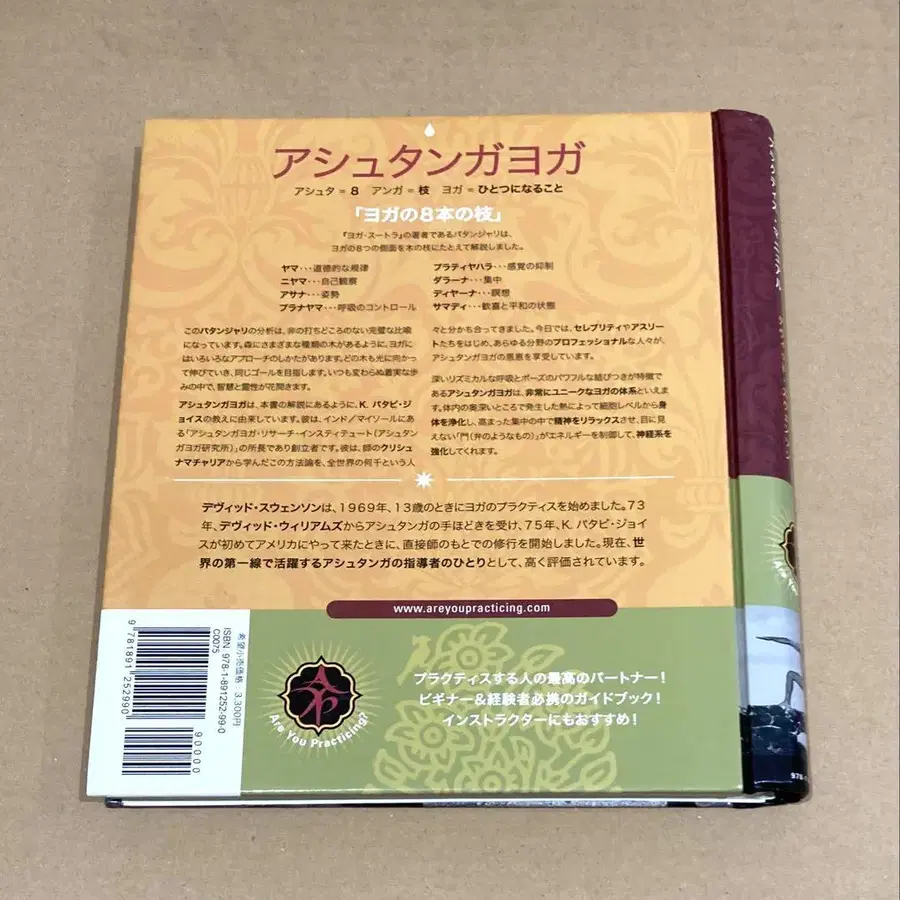 アシュタンガヨガ
アシュタ = 8 アンガ = 枝 ヨガ = ひとつになること
「ヨガの8本の枝」
『ヨガ・スートラ』の著者であるパタンジャリは、
ヨガの8つの側面を木の枝にたとえて解説しました。
ヤマ･･･道徳的な規律
ニヤマ･･･自己観察
アサナ･･･姿勢
プラナヤマ･･･呼吸のコントロール
プラティヤハラ･･･感覚の抑制
ダラーナ･･･集中
ディヤーナ･･･瞑想
サマディ･･･歓喜と平和の状態
このパタンジャリの分析は、非の打ちどころのない完璧な比喩
になっています。森にさまざまな種類の木があるように、ヨガに
はいろいろなアプローチのしかたがあります。どの木も光に向かっ
て伸びていき、同じゴールを目指します。いつも変わらぬ着実な歩
みの中で、智慧と霊性が花開きます。
アシュタンガヨガは、本書の解説にあるように、K. パタビ・ジョ
イスの教えに由来しています。彼は、インド／マイソールにあ
る「アシュタンガヨガ・リサーチ・インスティテュート（アシュタン
ガヨガ研究所）」の所長であり創立者です。彼は、師のクリシュ
ナマチャリアから学んだこの方法論を、全世界の何千という人
々と分かち合ってきました。今日では、セレブリティやアスリー
トたちをはじめ、あらゆる分野のプロフェッショナルな人々が、
アシュタンガヨガの恩恵を享受しています。
深いリズミカルな呼吸とポーズのパワフルな結びつきが特徴で
あるアシュタンガヨガは、非常にユニークなヨガの体系といえま
す。体内の奥深いところで発生した熱によって細胞レベルから身
体を浄化し、高まった集中の中で精神をリラックスさせ、目に見
えない「門（弁のようなもの）」がエネルギーを制御して、神経系を
強化してくれます。
デヴィッド・スウェンソンは、1969年、13歳のときにヨガのプラクティスを始めました。73
年、デヴィッド・ウィリアムズからアシュタンガの手ほどきを受け、75年、K. パタビ・ジョイ
スが初めてアメリカにやって来たときに、直接師のもとでの修行を開始しました。現在、世
界の第一線で活躍するアシュタンガの指導者のひとりとして、高く評価されています。
www.areyoupracticing.com
プラクティスする人の最高のパートナー！
ビギナー＆経験者必携のガイドブック！
インストラクターにもおすすめ！
Are You Practicing?
希望小売価格：3,300円
ISBN 978-1-891252-99-0
C0075
9 781891 252990
90000